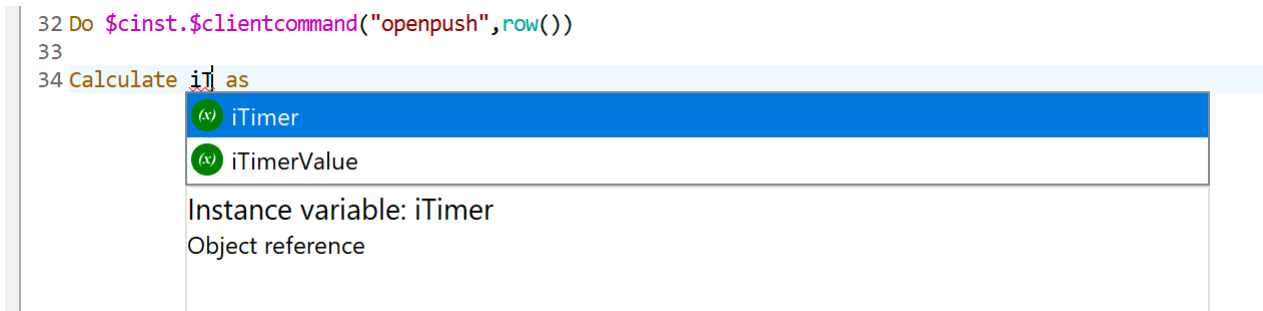 32 Do $cinst.$clientcommand("openpush",row())
33
34 Calculate iT as
(x) iTimer
(x) iTimerValue
Instance variable: iTimer
Object reference